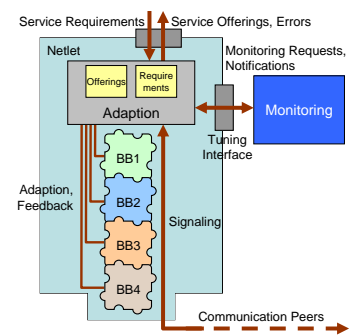 Service Requirements
Service Offerings, Errors
Netlet
Monitoring Requests,
Notifications
Offerings
Require
ments
Adaption
Monitoring
Tuning
Interface
BB1
Adaption,
Feedback
BB2
Signaling
BB3
BB4
Communication Peers